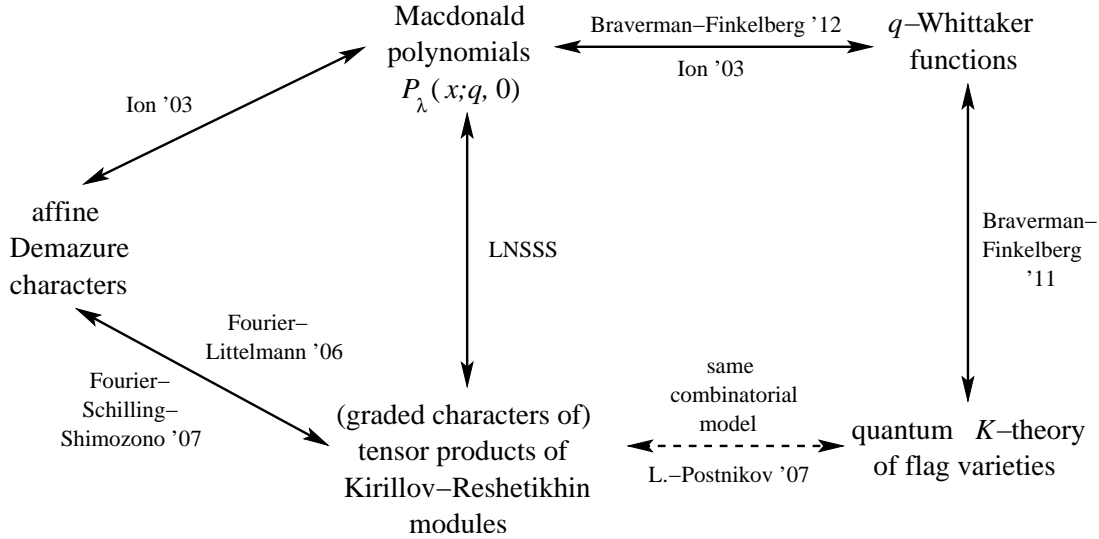 Macdonald
polynomials
P_λ(x;q, 0)
Braverman–Finkelberg '12
Ion '03
q–Whittaker
functions
Ion '03
affine
Demazure
characters
LNSSS
Braverman–
Finkelberg
'11
Fourier–
Littelmann '06
Fourier–
Schilling–
Shimozono '07
(graded characters of)
tensor products of
Kirillov–Reshetikhin
modules
same
combinatorial
model
L.–Postnikov '07
quantum K–theory
of flag varieties